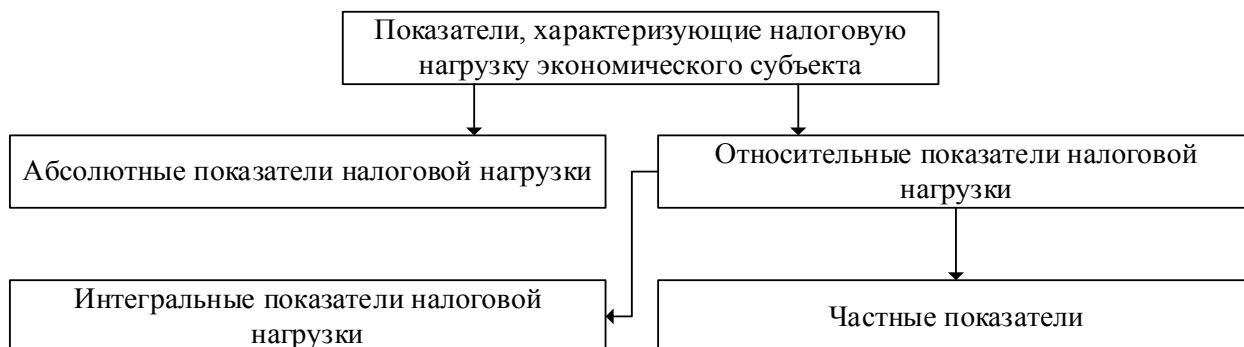 Показатели, характеризующие налоговую
нагрузку экономического субъекта
Абсолютные показатели налоговой нагрузки
Относительные показатели налоговой
нагрузки
Интегральные показатели налоговой
нагрузки
Частные показатели